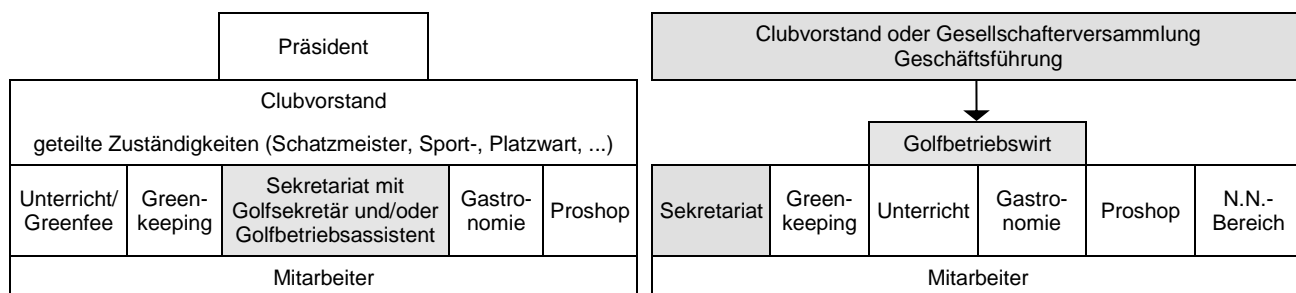 Präsident
Clubvorstand
geteilte Zuständigkeiten (Schatzmeister, Sport-, Platzwart, ...)
Unterricht/
Greenfee
Green-
keeping
Sekretariat mit
Golfsekretär und/oder
Golfbetriebsassistent
Gastro-
nomie
Proshop
Mitarbeiter
Clubvorstand oder Gesellschafterversammlung
Geschäftsführung
Golfbetriebswirt
Sekretariat
Green-
keeping
Unterricht
Gastro-
nomie
Proshop
N.N.-
Bereich
Mitarbeiter